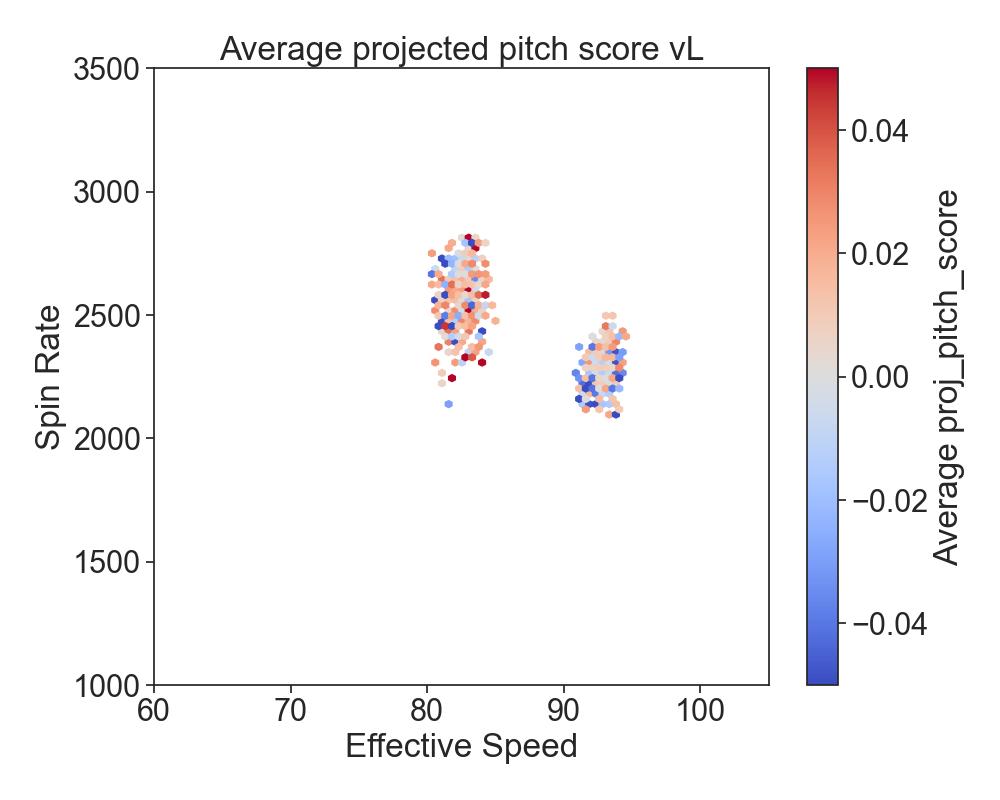 Average projected pitch score vL
3500
3000
2500
2000
1500
1000
Spin Rate
60 70 80 90 100
Effective Speed
0.04
0.02
0.00
−0.02
−0.04
Average proj_pitch_score